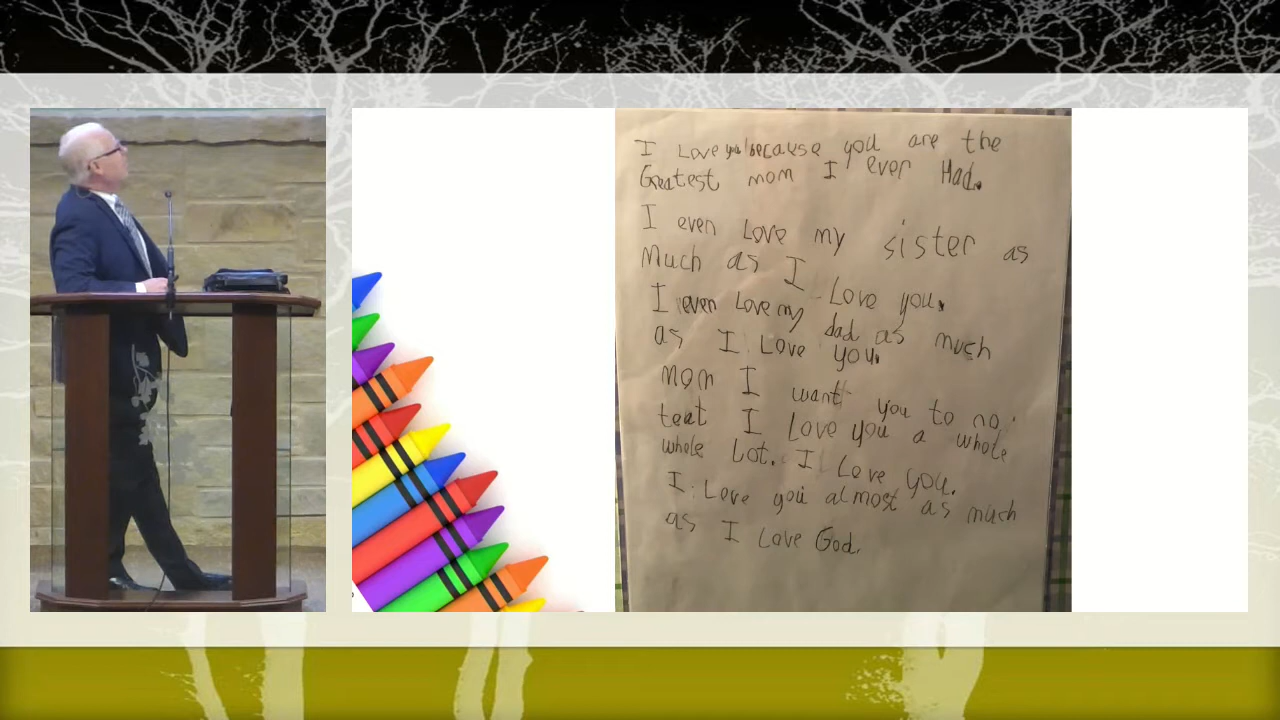 I Love you because you are the
Greatest mom I ever Had.
I even Love my sister as
Much as I Love you.
I even Love my dad as much
as I Love you.
mom I want you to no
teat I Love you a whole
whole Lot. I Love you.
I Love you almost as much
as I Love God.